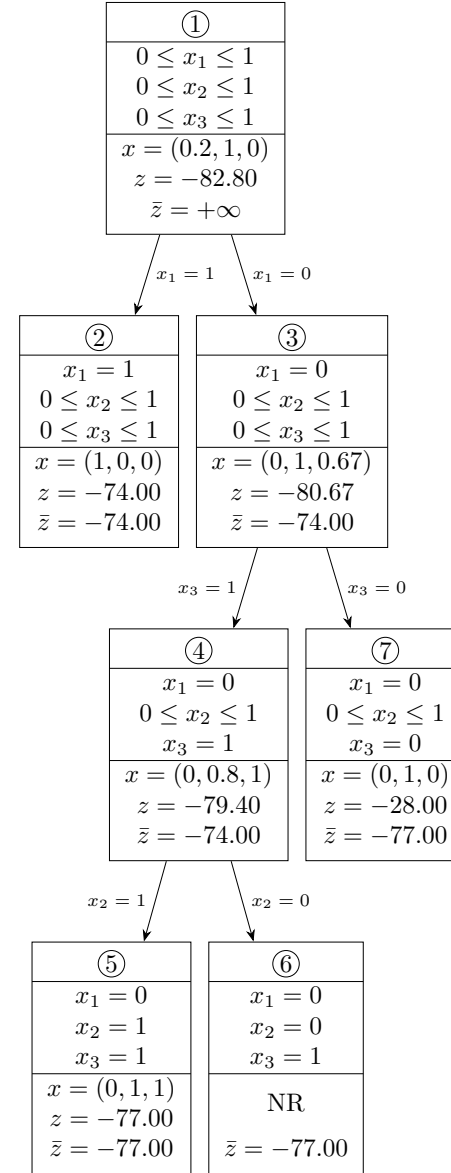 ①
0 ≤ x₁ ≤ 1
0 ≤ x₂ ≤ 1
0 ≤ x₃ ≤ 1
x = (0.2, 1, 0)
z = −82.80
z̄ = +∞
x₁ = 1
x₁ = 0
②
x₁ = 1
0 ≤ x₂ ≤ 1
0 ≤ x₃ ≤ 1
x = (1, 0, 0)
z = −74.00
z̄ = −74.00
③
x₁ = 0
0 ≤ x₂ ≤ 1
0 ≤ x₃ ≤ 1
x = (0, 1, 0.67)
z = −80.67
z̄ = −74.00
x₃ = 1
x₃ = 0
④
x₁ = 0
0 ≤ x₂ ≤ 1
x₃ = 1
x = (0, 0.8, 1)
z = −79.40
z̄ = −74.00
⑦
x₁ = 0
0 ≤ x₂ ≤ 1
x₃ = 0
x = (0, 1, 0)
z = −28.00
z̄ = −77.00
x₂ = 1
x₂ = 0
⑤
x₁ = 0
x₂ = 1
x₃ = 1
x = (0, 1, 1)
z = −77.00
z̄ = −77.00
⑥
x₁ = 0
x₂ = 0
x₃ = 1
NR
z̄ = −77.00